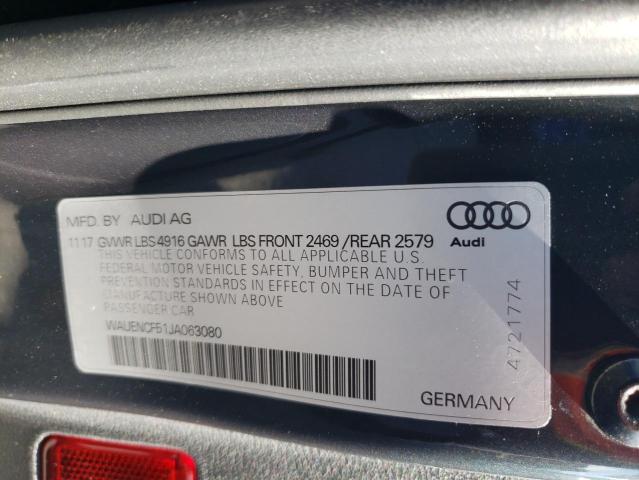 MFD. BY AUDI AG
11 17 GVWR LBS 4916 GAWR LBS FRONT 2469 /REAR 2579
Audi
THIS VEHICLE CONFORMS TO ALL APPLICABLE U.S.
FEDERAL MOTOR VEHICLE SAFETY, BUMPER AND THEFT
PREVENTION STANDARDS IN EFFECT ON THE DATE OF
MANUFACTURE SHOWN ABOVE
PASSENGER CAR
WAUENCF51JA063080
4721774
GERMANY